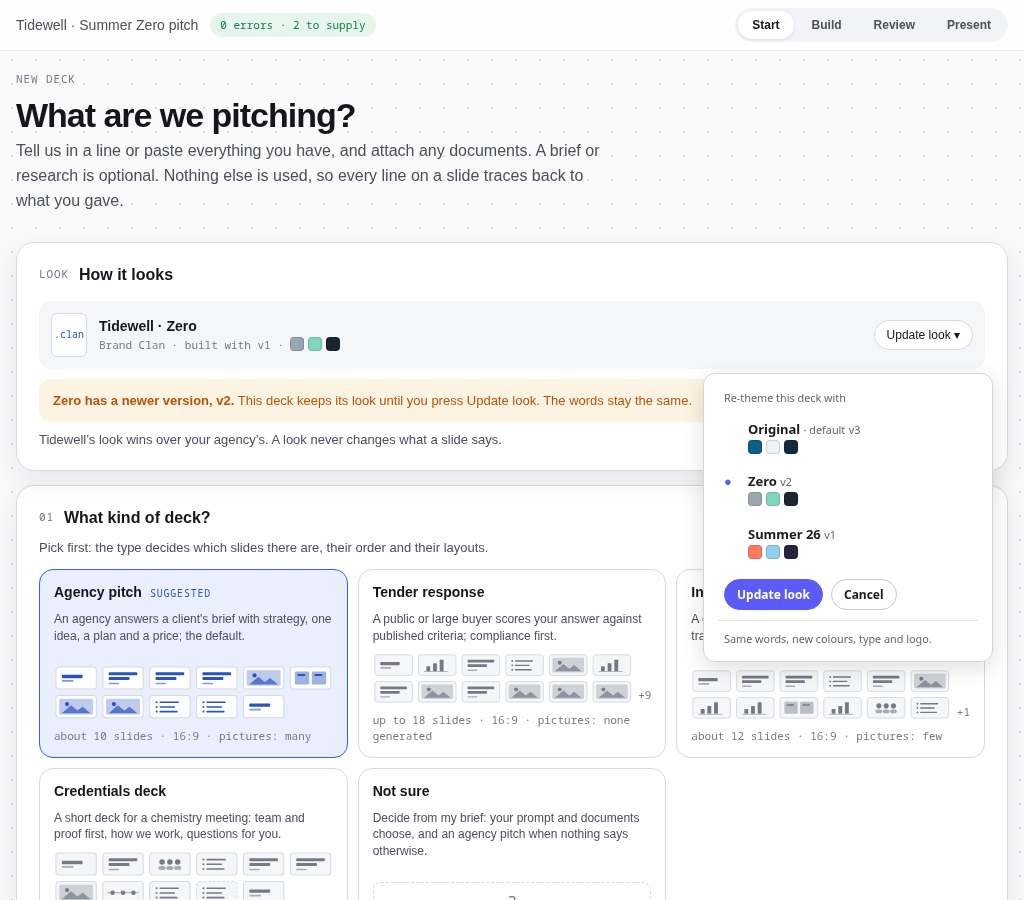 Tidewell · Summer Zero pitch
0 errors · 2 to supply
Start
Build
Review
Present
NEW DECK
What are we pitching?
Tell us in a line or paste everything you have, and attach any documents. A brief or
research is optional. Nothing else is used, so every line on a slide traces back to
what you gave.
LOOK How it looks
.clan
Tidewell · Zero
Brand Clan · built with v1 ·
Update look ▾
Zero has a newer version, v2. This deck keeps its look until you press Update look. The words stay the same.
Tidewell's look wins over your agency's. A look never changes what a slide says.
Re-theme this deck with
Original · default v3
Zero v2
Summer 26 v1
Update look
Cancel
Same words, new colours, type and logo.
01 What kind of deck?
Pick first: the type decides which slides there are, their order and their layouts.
Agency pitch SUGGESTED
An agency answers a client's brief with strategy, one
idea, a plan and a price; the default.
about 10 slides · 16:9 · pictures: many
Tender response
A public or large buyer scores your answer against
published criteria; compliance first.
+9
up to 18 slides · 16:9 · pictures: none
generated
+1
about 12 slides · 16:9 · pictures: few
Credentials deck
A short deck for a chemistry meeting: team and
proof first, how we work, questions for you.
Not sure
Decide from my brief: your prompt and documents
choose, and an agency pitch when nothing says
otherwise.